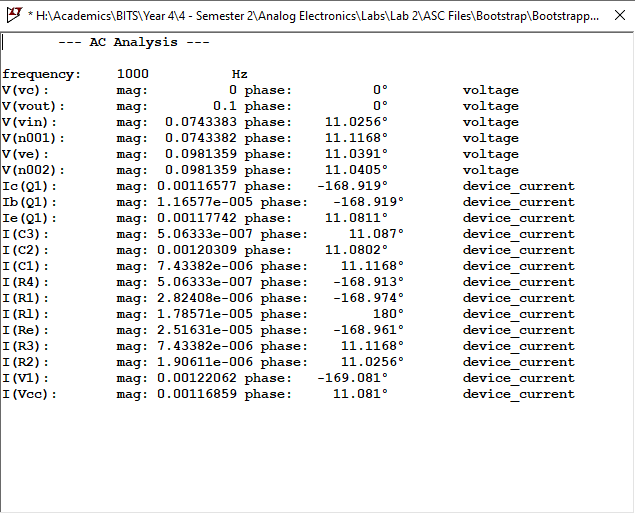 * H:\Academics\BITS\Year 4\4 - Semester 2\Analog Electronics\Labs\Lab 2\ASC Files\Bootstrap\Bootstrapp...
--- AC Analysis ---
frequency: 1000 Hz
V(vc): mag: 0 phase: 0° voltage
V(vout): mag: 0.1 phase: 0° voltage
V(vin): mag: 0.0743383 phase: 11.0256° voltage
V(n001): mag: 0.0743382 phase: 11.1168° voltage
V(ve): mag: 0.0981359 phase: 11.0391° voltage
V(n002): mag: 0.0981359 phase: 11.0405° voltage
Ic(Q1): mag: 0.00116577 phase: -168.919° device_current
Ib(Q1): mag: 1.16577e-005 phase: -168.919° device_current
Ie(Q1): mag: 0.00117742 phase: 11.0811° device_current
I(C3): mag: 5.06333e-007 phase: 11.087° device_current
I(C2): mag: 0.00120309 phase: 11.0802° device_current
I(C1): mag: 7.43382e-006 phase: 11.1168° device_current
I(R4): mag: 5.06333e-007 phase: -168.913° device_current
I(R1): mag: 2.82408e-006 phase: -168.974° device_current
I(Rl): mag: 1.78571e-005 phase: 180° device_current
I(Re): mag: 2.51631e-005 phase: -168.961° device_current
I(R3): mag: 7.43382e-006 phase: 11.1168° device_current
I(R2): mag: 1.90611e-006 phase: 11.0256° device_current
I(V1): mag: 0.00122062 phase: -169.081° device_current
I(Vcc): mag: 0.00116859 phase: 11.081° device_current